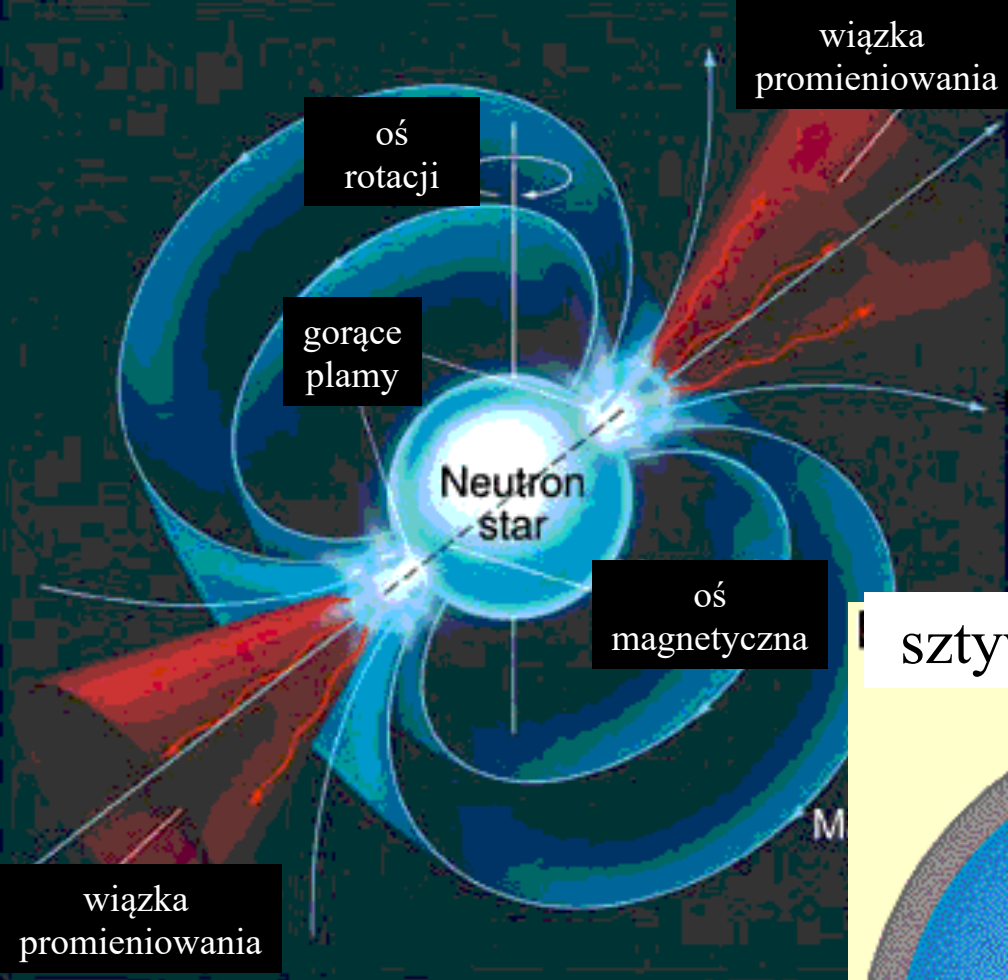 wiązka
promieniowania
oś
rotacji
gorące
plamy
Neutron
star
oś
magnetyczna
wiązka
promieniowania